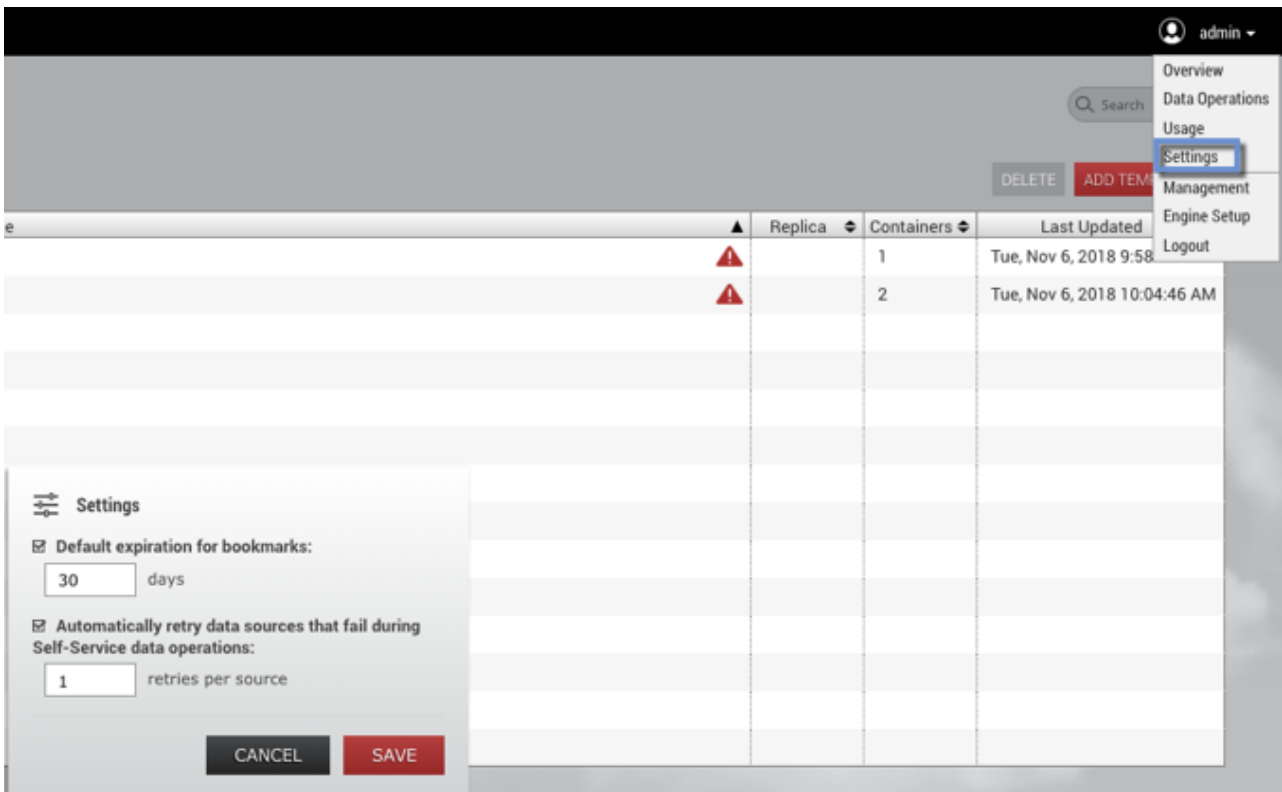 admin
Overview
Search
Data Operations
Usage
Settings
DELETE
ADD TEM
Management
Engine Setup
Logout
e Replica Containers Last Updated
1 Tue, Nov 6, 2018 9:58
2 Tue, Nov 6, 2018 10:04:46 AM
Settings
Default expiration for bookmarks:
30 days
Automatically retry data sources that fail during
Self-Service data operations:
1 retries per source
CANCEL SAVE